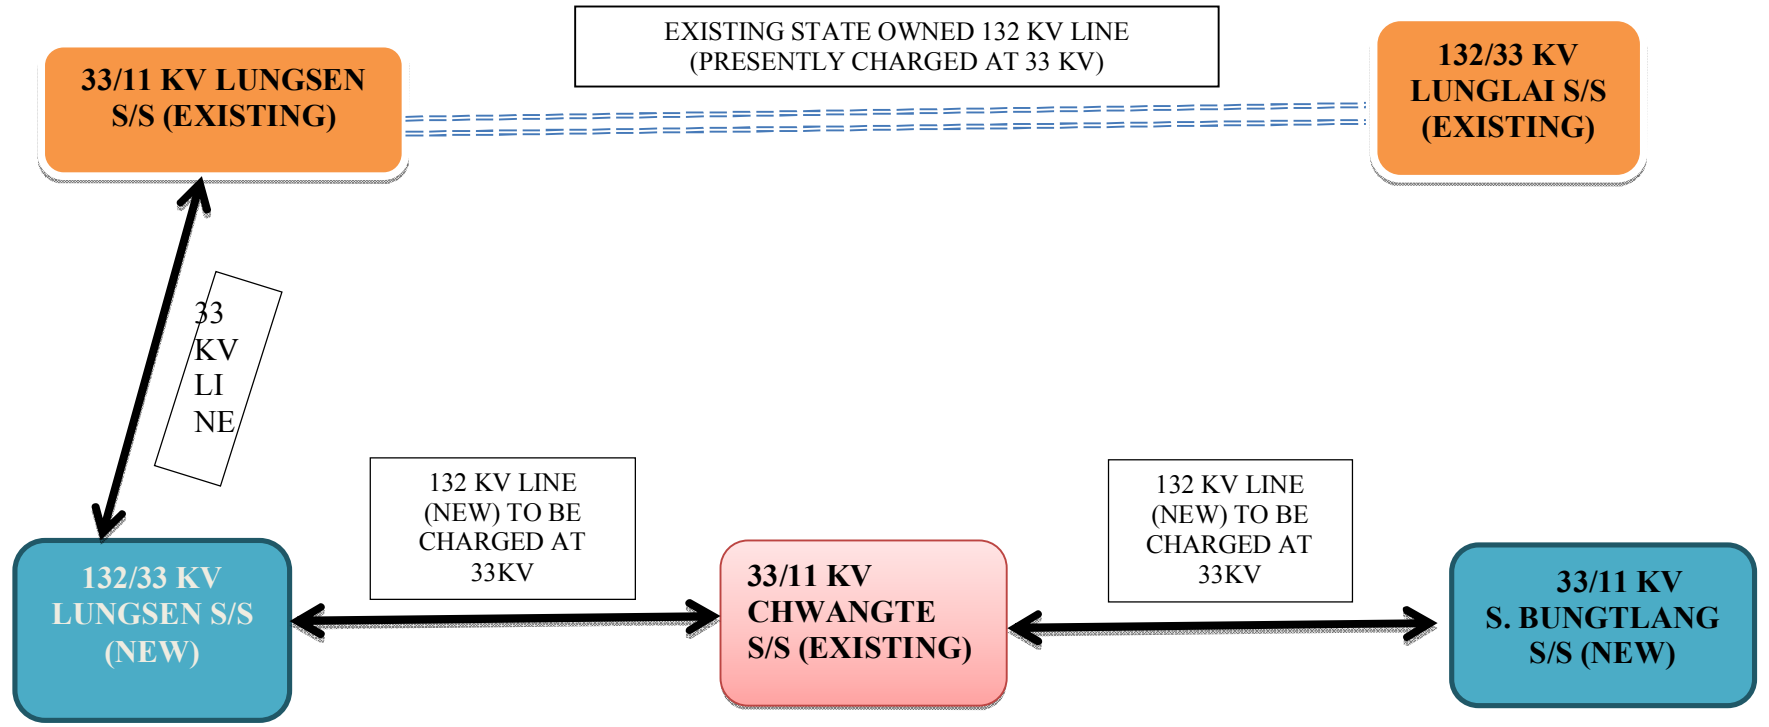 EXISTING STATE OWNED 132 KV LINE
(PRESENTLY CHARGED AT 33 KV)
33/11 KV LUNGSEN
S/S (EXISTING)
132/33 KV
LUNGLAI S/S
(EXISTING)
33
KV
LI
NE
132 KV LINE
(NEW) TO BE
CHARGED AT
33KV
132 KV LINE
(NEW) TO BE
CHARGED AT
33KV
132/33 KV
LUNGSEN S/S
(NEW)
33/11 KV
CHWANGTE
S/S (EXISTING)
33/11 KV
S. BUNGTLANG
S/S (NEW)